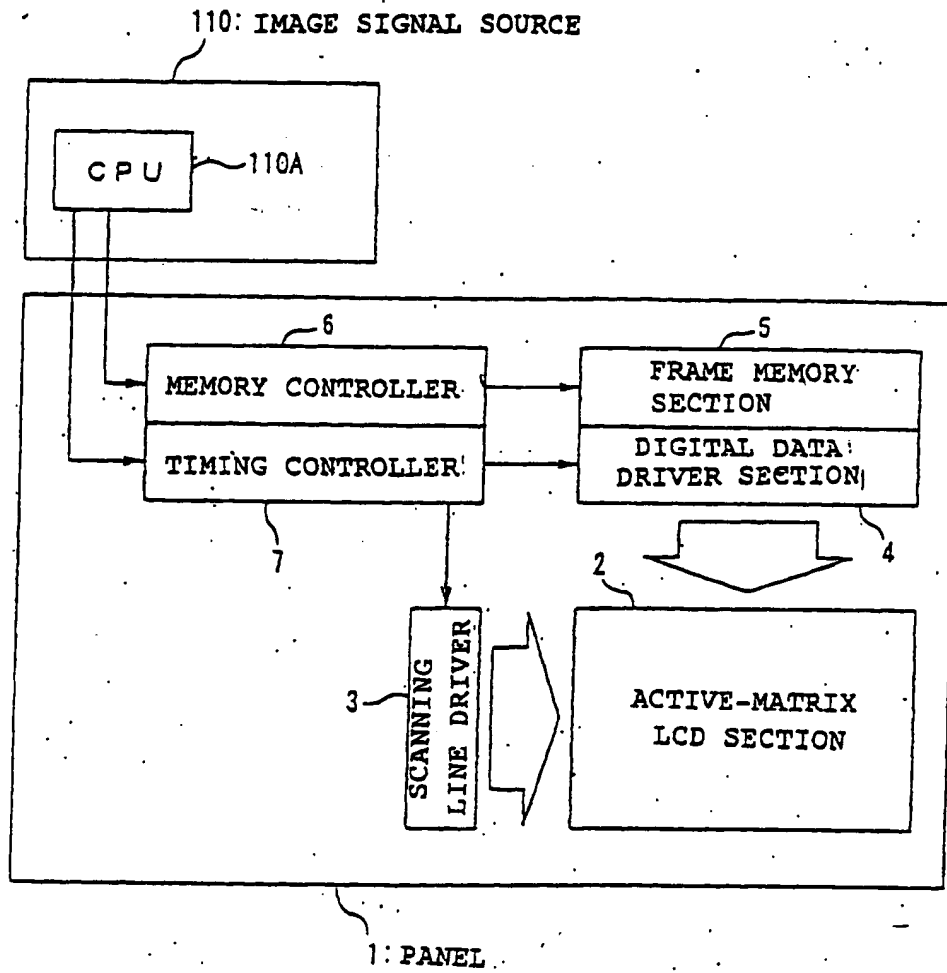 110: IMAGE SIGNAL SOURCE
CPU
110A
6
5
MEMORY CONTROLLER
FRAME MEMORY
SECTION
TIMING CONTROLLER
DIGITAL DATA
DRIVER SECTION
7
4
2
3
SCANNING
LINE DRIVER
ACTIVE-MATRIX
LCD SECTION
1: PANEL